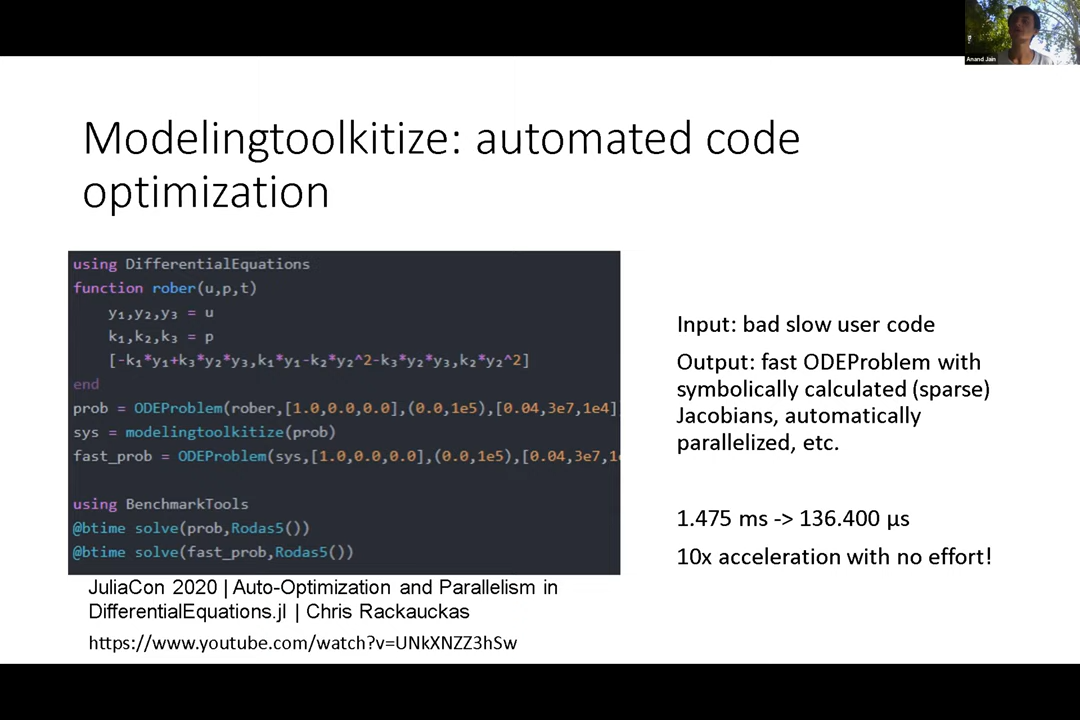 Anand Jain
Modelingtoolkitize: automated code
optimization
using DifferentialEquations
function rober(u,p,t)
    y₁,y₂,y₃ = u
    k₁,k₂,k₃ = p
    [-k₁*y₁+k₃*y₂*y₃,k₁*y₁-k₂*y₂^2-k₃*y₂*y₃,k₂*y₂^2]
end
prob = ODEProblem(rober,[1.0,0.0,0.0],(0.0,1e5),[0.04,3e7,1e4]
sys = modelingtoolkitize(prob)
fast_prob = ODEProblem(sys,[1.0,0.0,0.0],(0.0,1e5),[0.04,3e7,1
using BenchmarkTools
@btime solve(prob,Rodas5())
@btime solve(fast_prob,Rodas5())
Input: bad slow user code
Output: fast ODEProblem with
symbolically calculated (sparse)
Jacobians, automatically
parallelized, etc.
1.475 ms -> 136.400 μs
10x acceleration with no effort!
JuliaCon 2020 | Auto-Optimization and Parallelism in
DifferentialEquations.jl | Chris Rackauckas
https://www.youtube.com/watch?v=UNkXNZZ3hSw